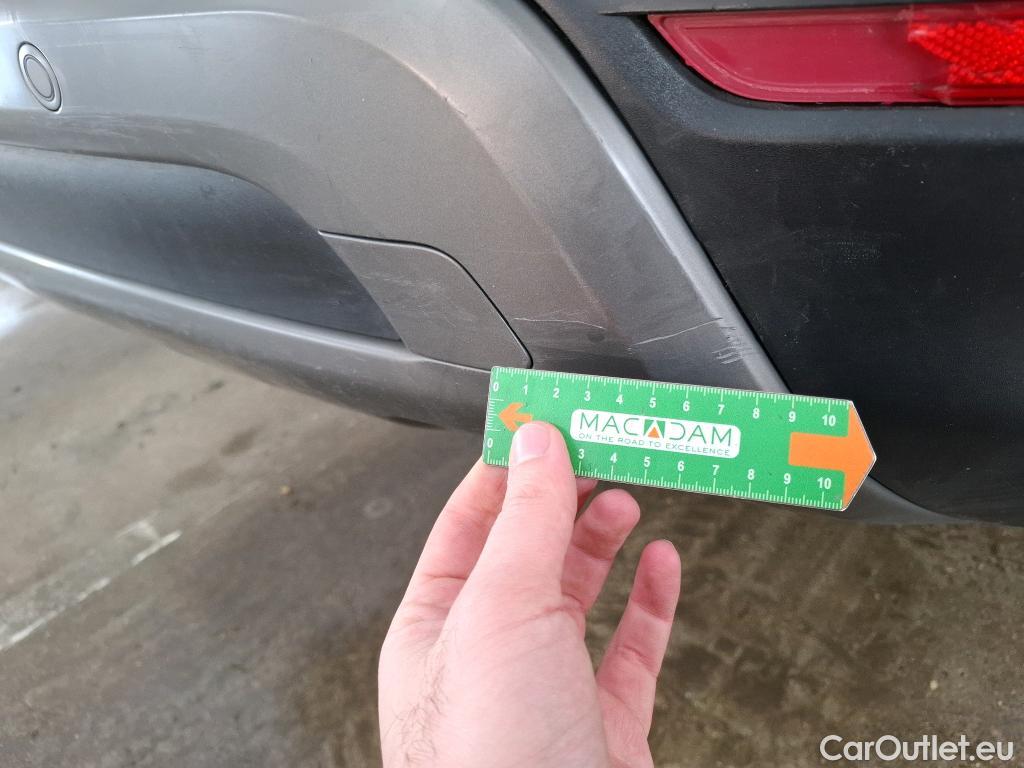 0 1 2 3 4 5 6 7 8 9 10
MACADAM
ON THE ROAD TO EXCELLENCE
0 3 4 5 6 7 8 9 10
CarOutlet.eu